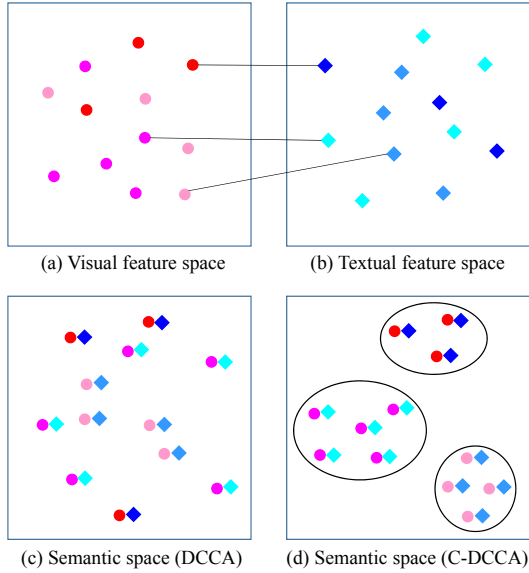 (a) Visual feature space
(b) Textual feature space
(c) Semantic space (DCCA)
(d) Semantic space (C-DCCA)